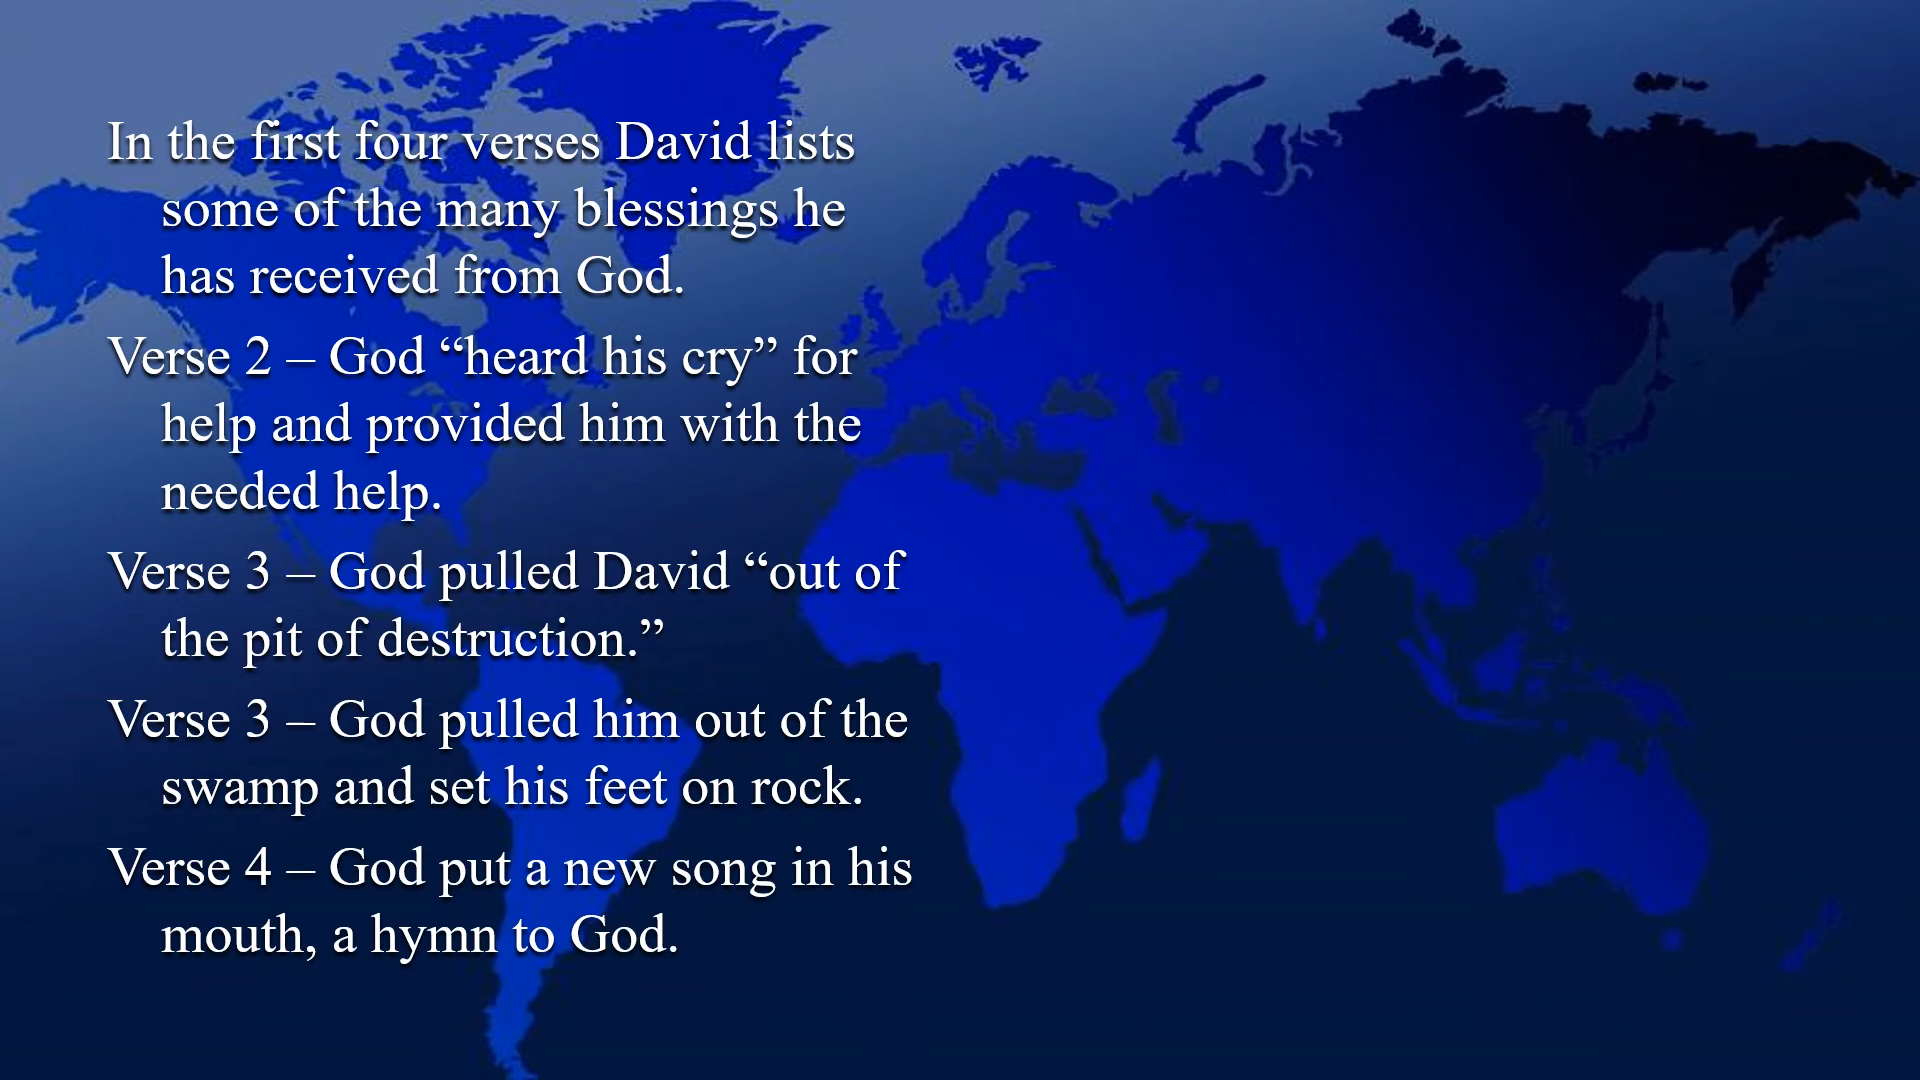 In the first four verses David lists
some of the many blessings he
has received from God.
Verse 2 – God “heard his cry” for
help and provided him with the
needed help.
Verse 3 – God pulled David “out of
the pit of destruction.”
Verse 3 – God pulled him out of the
swamp and set his feet on rock.
Verse 4 – God put a new song in his
mouth, a hymn to God.